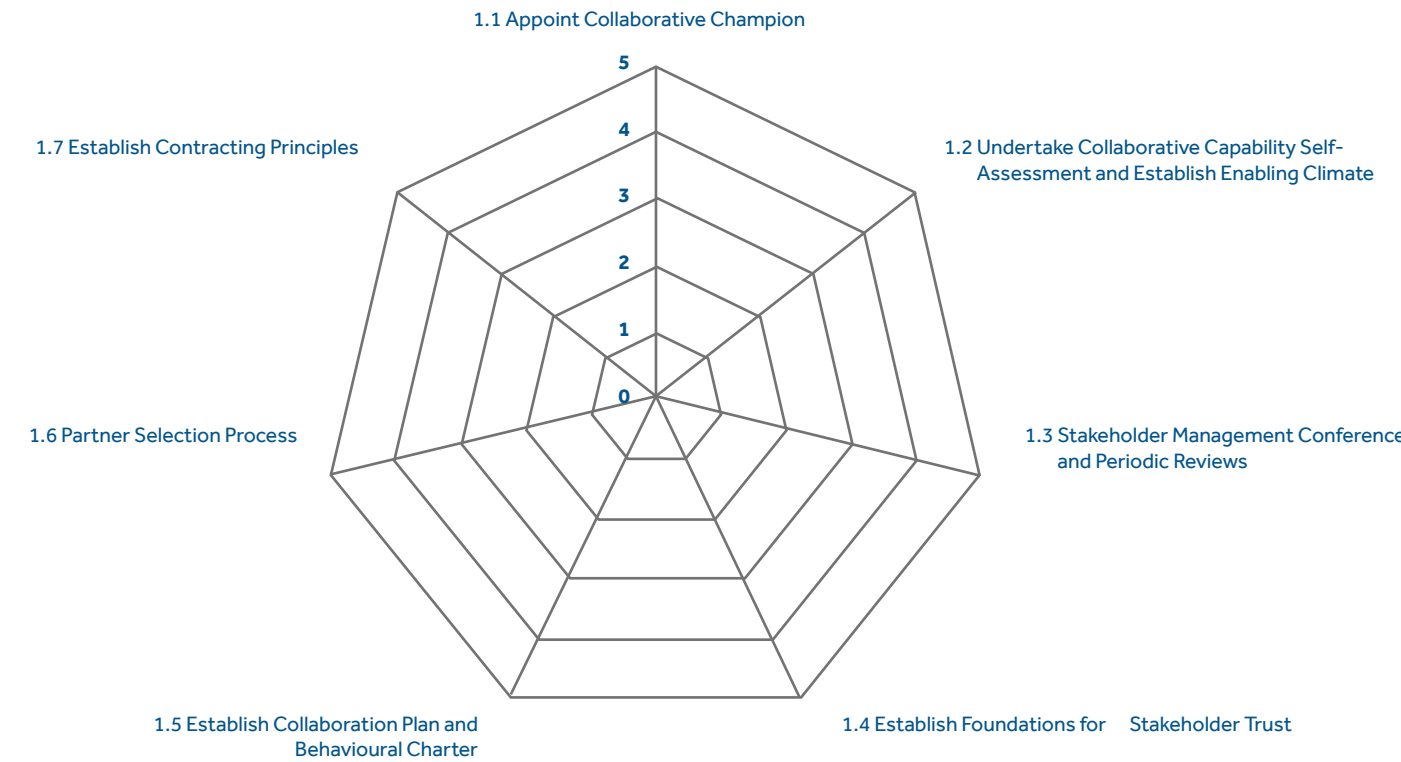 1.1 Appoint Collaborative Champion
5
4
3
2
1
0
1.7 Establish Contracting Principles
1.2 Undertake Collaborative Capability Self-
Assessment and Establish Enabling Climate
1.6 Partner Selection Process
1.3 Stakeholder Management Conference
and Periodic Reviews
1.5 Establish Collaboration Plan and
Behavioural Charter
1.4 Establish Foundations for Stakeholder Trust